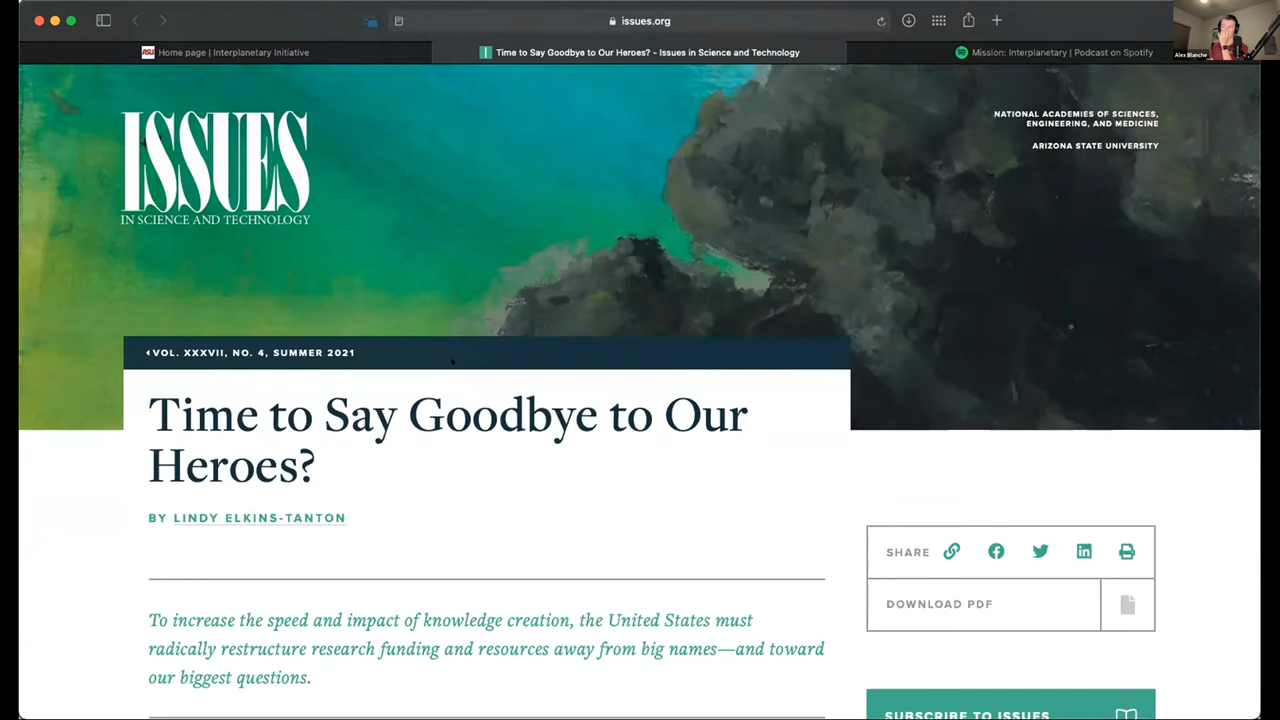 issues.org
Home page | Interplanetary Initiative
Time to Say Goodbye to Our Heroes? - Issues in Science and Technology
Mission: Interplanetary | Podcast on Spotify
Alex Blanche
ISSUES
IN SCIENCE AND TECHNOLOGY
NATIONAL ACADEMIES OF SCIENCES,
ENGINEERING, AND MEDICINE
ARIZONA STATE UNIVERSITY
VOL. XXXVII, NO. 4, SUMMER 2021
Time to Say Goodbye to Our
Heroes?
BY LINDY ELKINS-TANTON
SHARE
DOWNLOAD PDF
To increase the speed and impact of knowledge creation, the United States must
radically restructure research funding and resources away from big names—and toward
our biggest questions.
SUBSCRIBE TO ISSUES